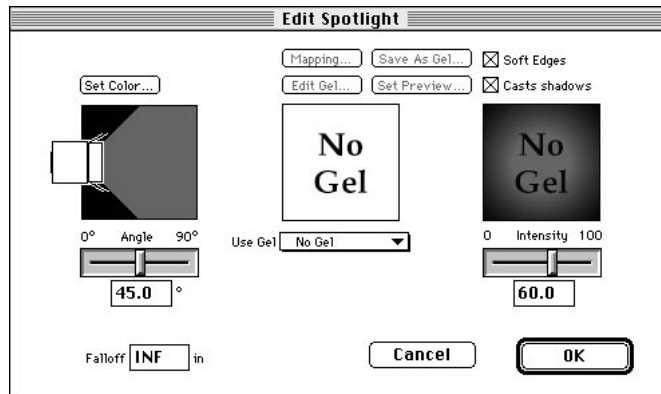 Edit Spotlight
Mapping... Save As Gel... Soft Edges
Set Color... Edit Gel... Set Preview... Casts shadows
No
Gel
No
Gel
0° Angle 90°
Use Gel No Gel
0 Intensity 100
45.0 °
60.0
Falloff INF in
Cancel
OK